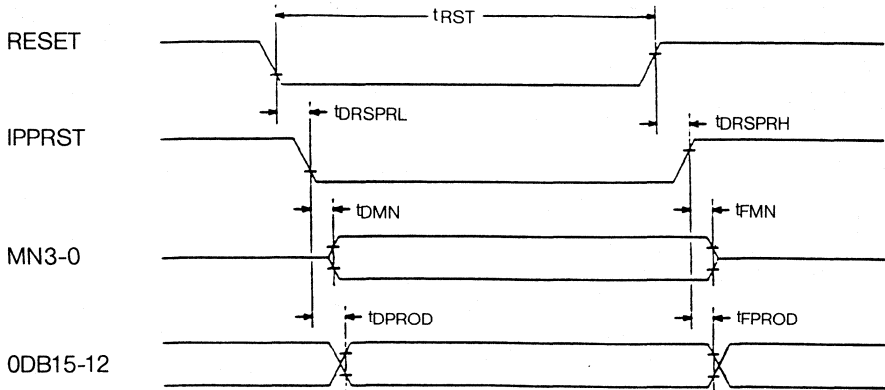 tRST
RESET
tDRSPRL
tDRSPRH
IPPRST
tDMN
tFMN
MN3-0
tDPROD
tFPROD
0DB15-12